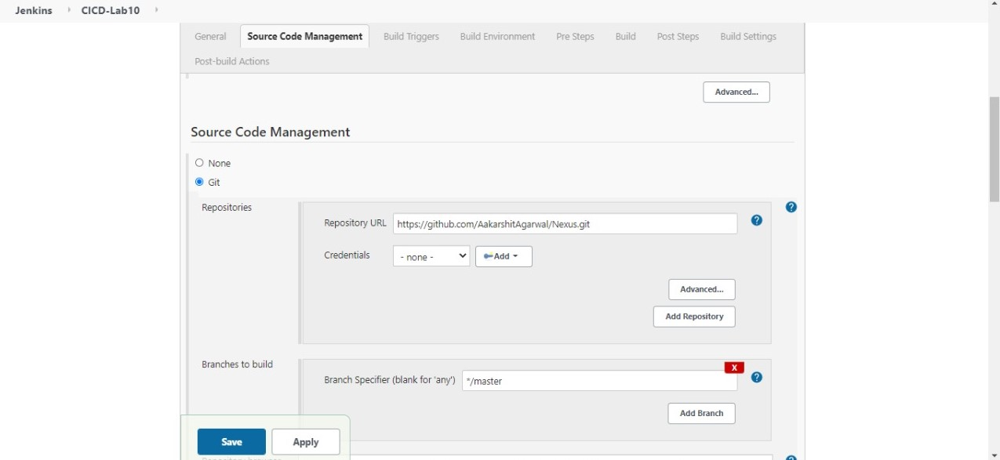 Jenkins CICD-Lab10
General Source Code Management Build Triggers Build Environment Pre Steps Build Post Steps Build Settings
Post-build Actions
Advanced...
Source Code Management
None
Git
Repositories
Repository URL https://github.com/AakarshitAgarwal/Nexus.git
Credentials - none - Add
Advanced...
Add Repository
Branches to build
X
Branch Specifier (blank for 'any') */master
Add Branch
Save Apply